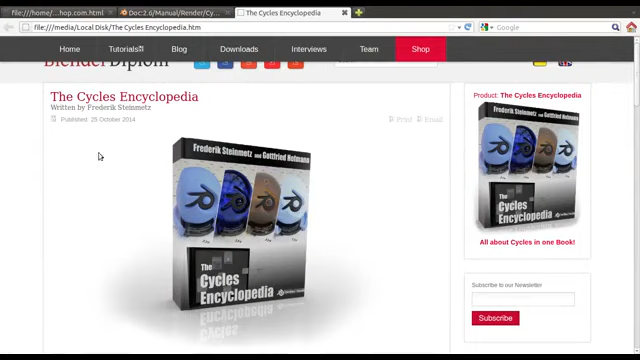 file:///home/...hop.com.html
Doc:2.6/Manual/Render/Cy...
The Cycles Encyclopedia
file:///media/Local Disk/The Cycles Encyclopedia.htm
Google
Home
Tutorials
Blog
Downloads
Interviews
Team
Shop
BlenderDiplom
The Cycles Encyclopedia
Written by Frederik Steinmetz
Published: 25 October 2014
Print
Email
Frederik Steinmetz und Gottfried Hofmann
The
Cycles
Encyclopedia
Product: The Cycles Encyclopedia
Frederik Steinmetz und Gottfried Hofmann
The
Cycles
Encyclopedia
All about Cycles in one Book!
Subscribe to our Newsletter
Subscribe